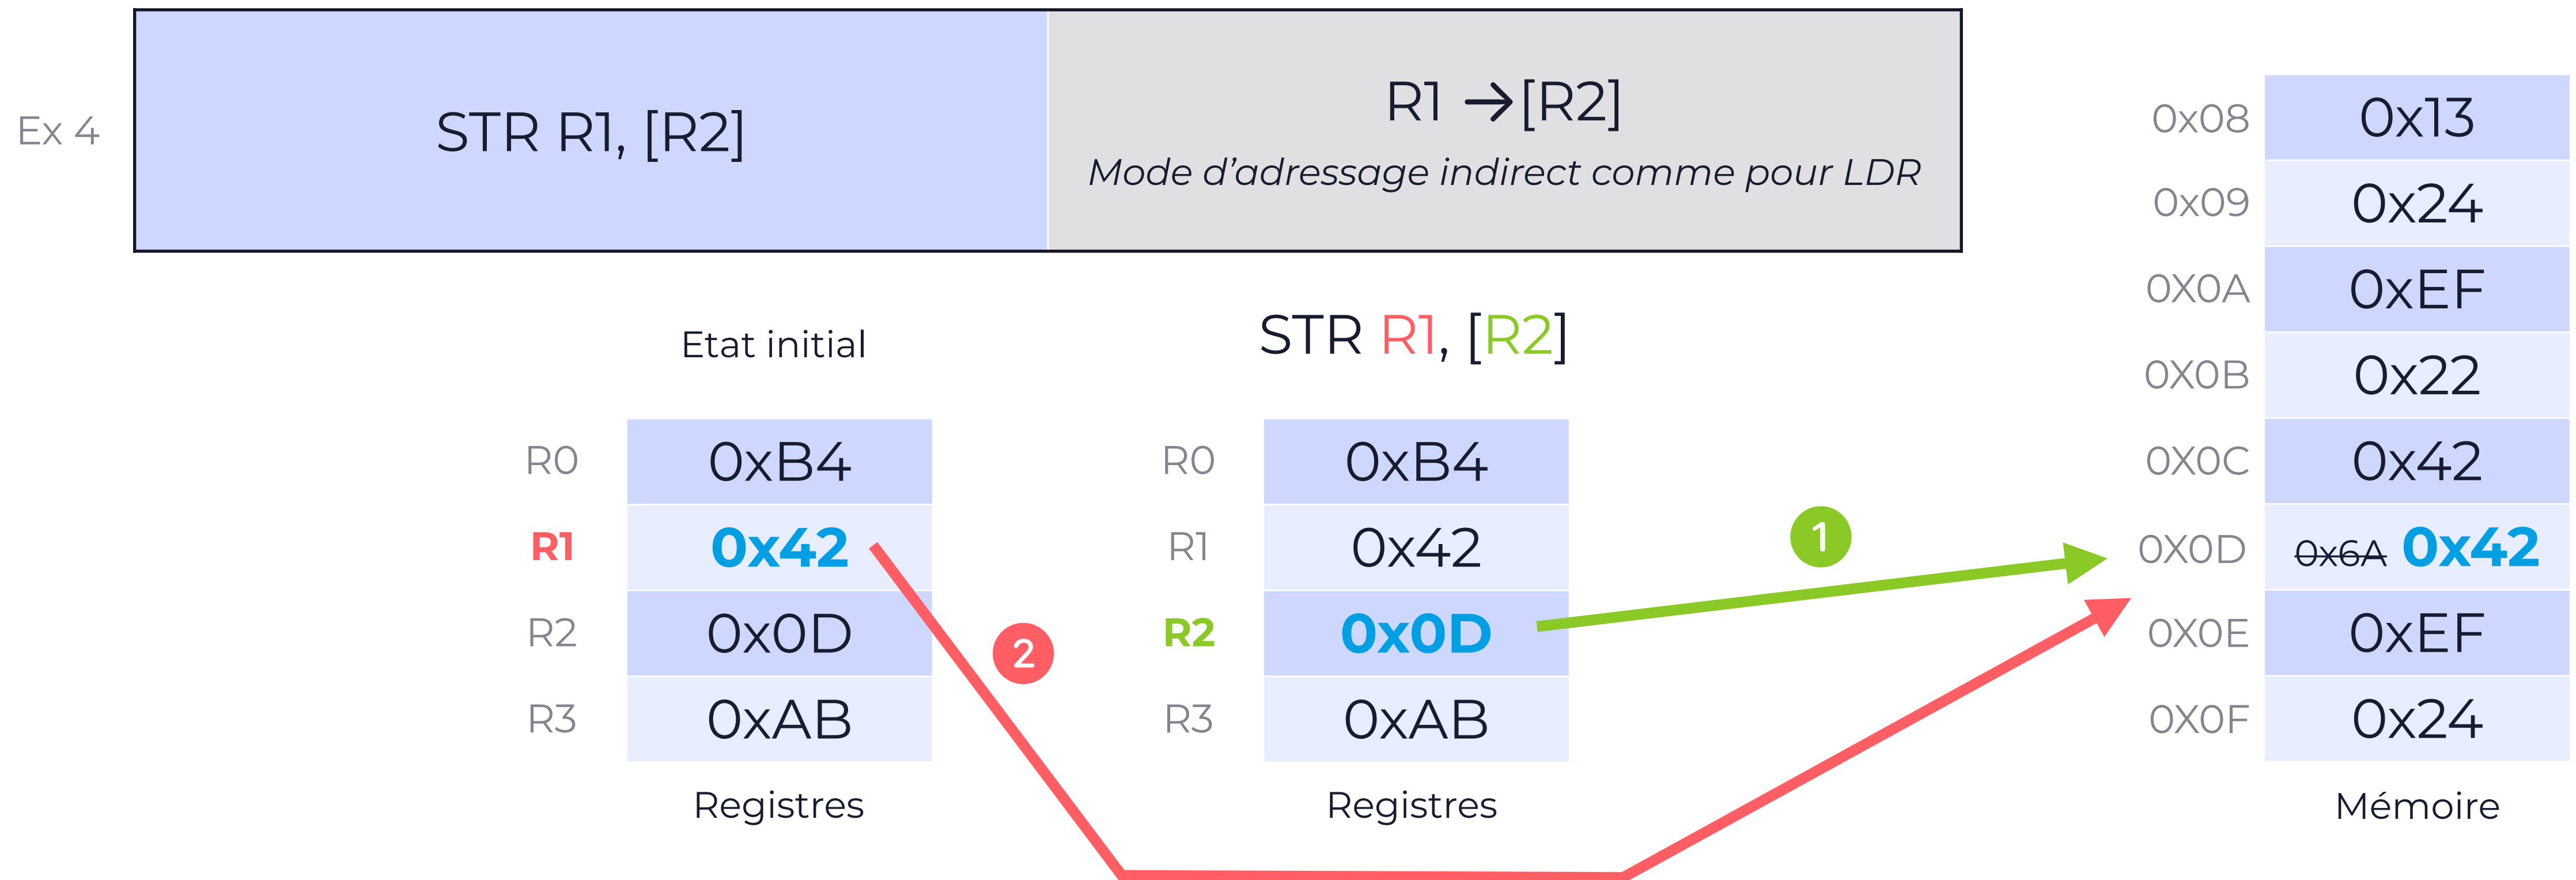 Ex 4
STR R1, [R2]
R1 →[R2]
Mode d’adressage indirect comme pour LDR
Etat initial
R0 0xB4
R1 0x42
R2 0x0D
R3 0xAB
Registres
2
STR R1, [R2]
R0 0xB4
R1 0x42
R2 0x0D
R3 0xAB
Registres
1
0x08 0x13
0x09 0x24
0X0A 0xEF
0X0B 0x22
0X0C 0x42
0X0D 0x6A 0x42
0X0E 0xEF
0X0F 0x24
Mémoire